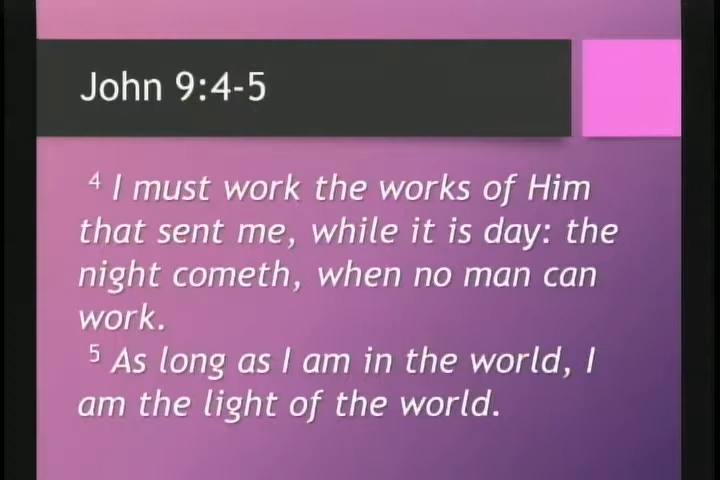 John 9:4-5
4 I must work the works of Him
that sent me, while it is day: the
night cometh, when no man can
work.
5 As long as I am in the world, I
am the light of the world.